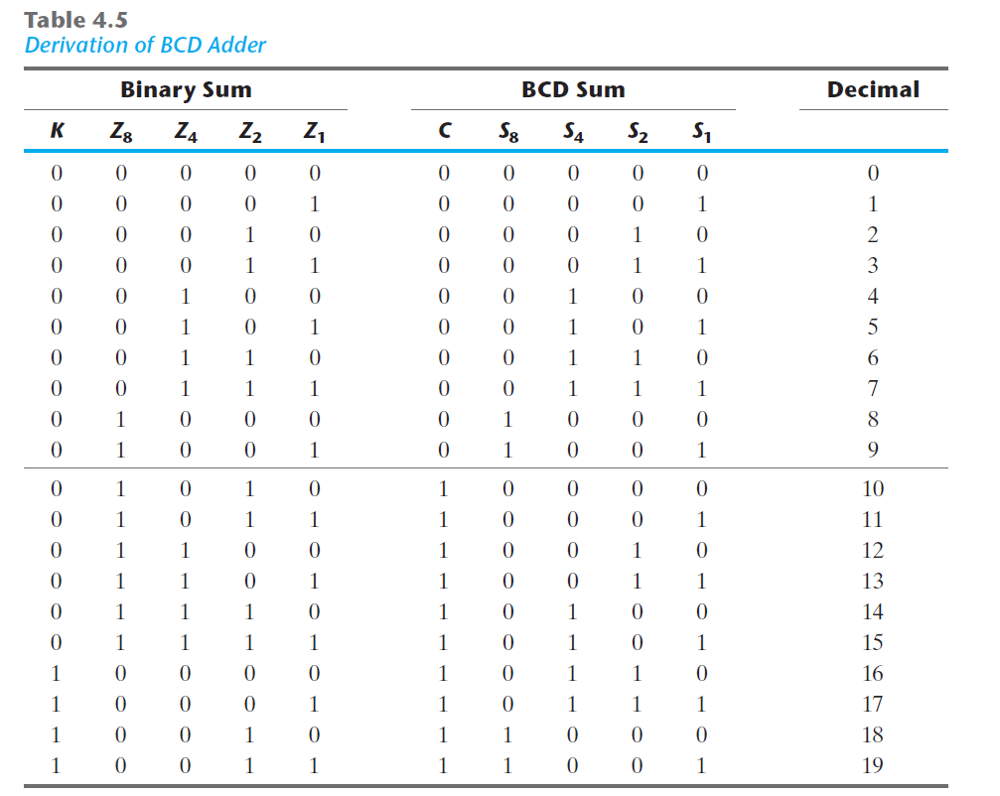 Table 4.5
Derivation of BCD Adder
Binary Sum BCD Sum Decimal
K Z8 Z4 Z2 Z1 C S8 S4 S2 S1
0 0 0 0 0 0 0 0 0 0 0
0 0 0 0 1 0 0 0 0 1 1
0 0 0 1 0 0 0 0 1 0 2
0 0 0 1 1 0 0 0 1 1 3
0 0 1 0 0 0 0 1 0 0 4
0 0 1 0 1 0 0 1 0 1 5
0 0 1 1 0 0 0 1 1 0 6
0 0 1 1 1 0 0 1 1 1 7
0 1 0 0 0 0 1 0 0 0 8
0 1 0 0 1 0 1 0 0 1 9
0 1 0 1 0 1 0 0 0 0 10
0 1 0 1 1 1 0 0 0 1 11
0 1 1 0 0 1 0 0 1 0 12
0 1 1 0 1 1 0 0 1 1 13
0 1 1 1 0 1 0 1 0 0 14
0 1 1 1 1 1 0 1 0 1 15
1 0 0 0 0 1 0 1 1 0 16
1 0 0 0 1 1 0 1 1 1 17
1 0 0 1 0 1 1 0 0 0 18
1 0 0 1 1 1 1 0 0 1 19